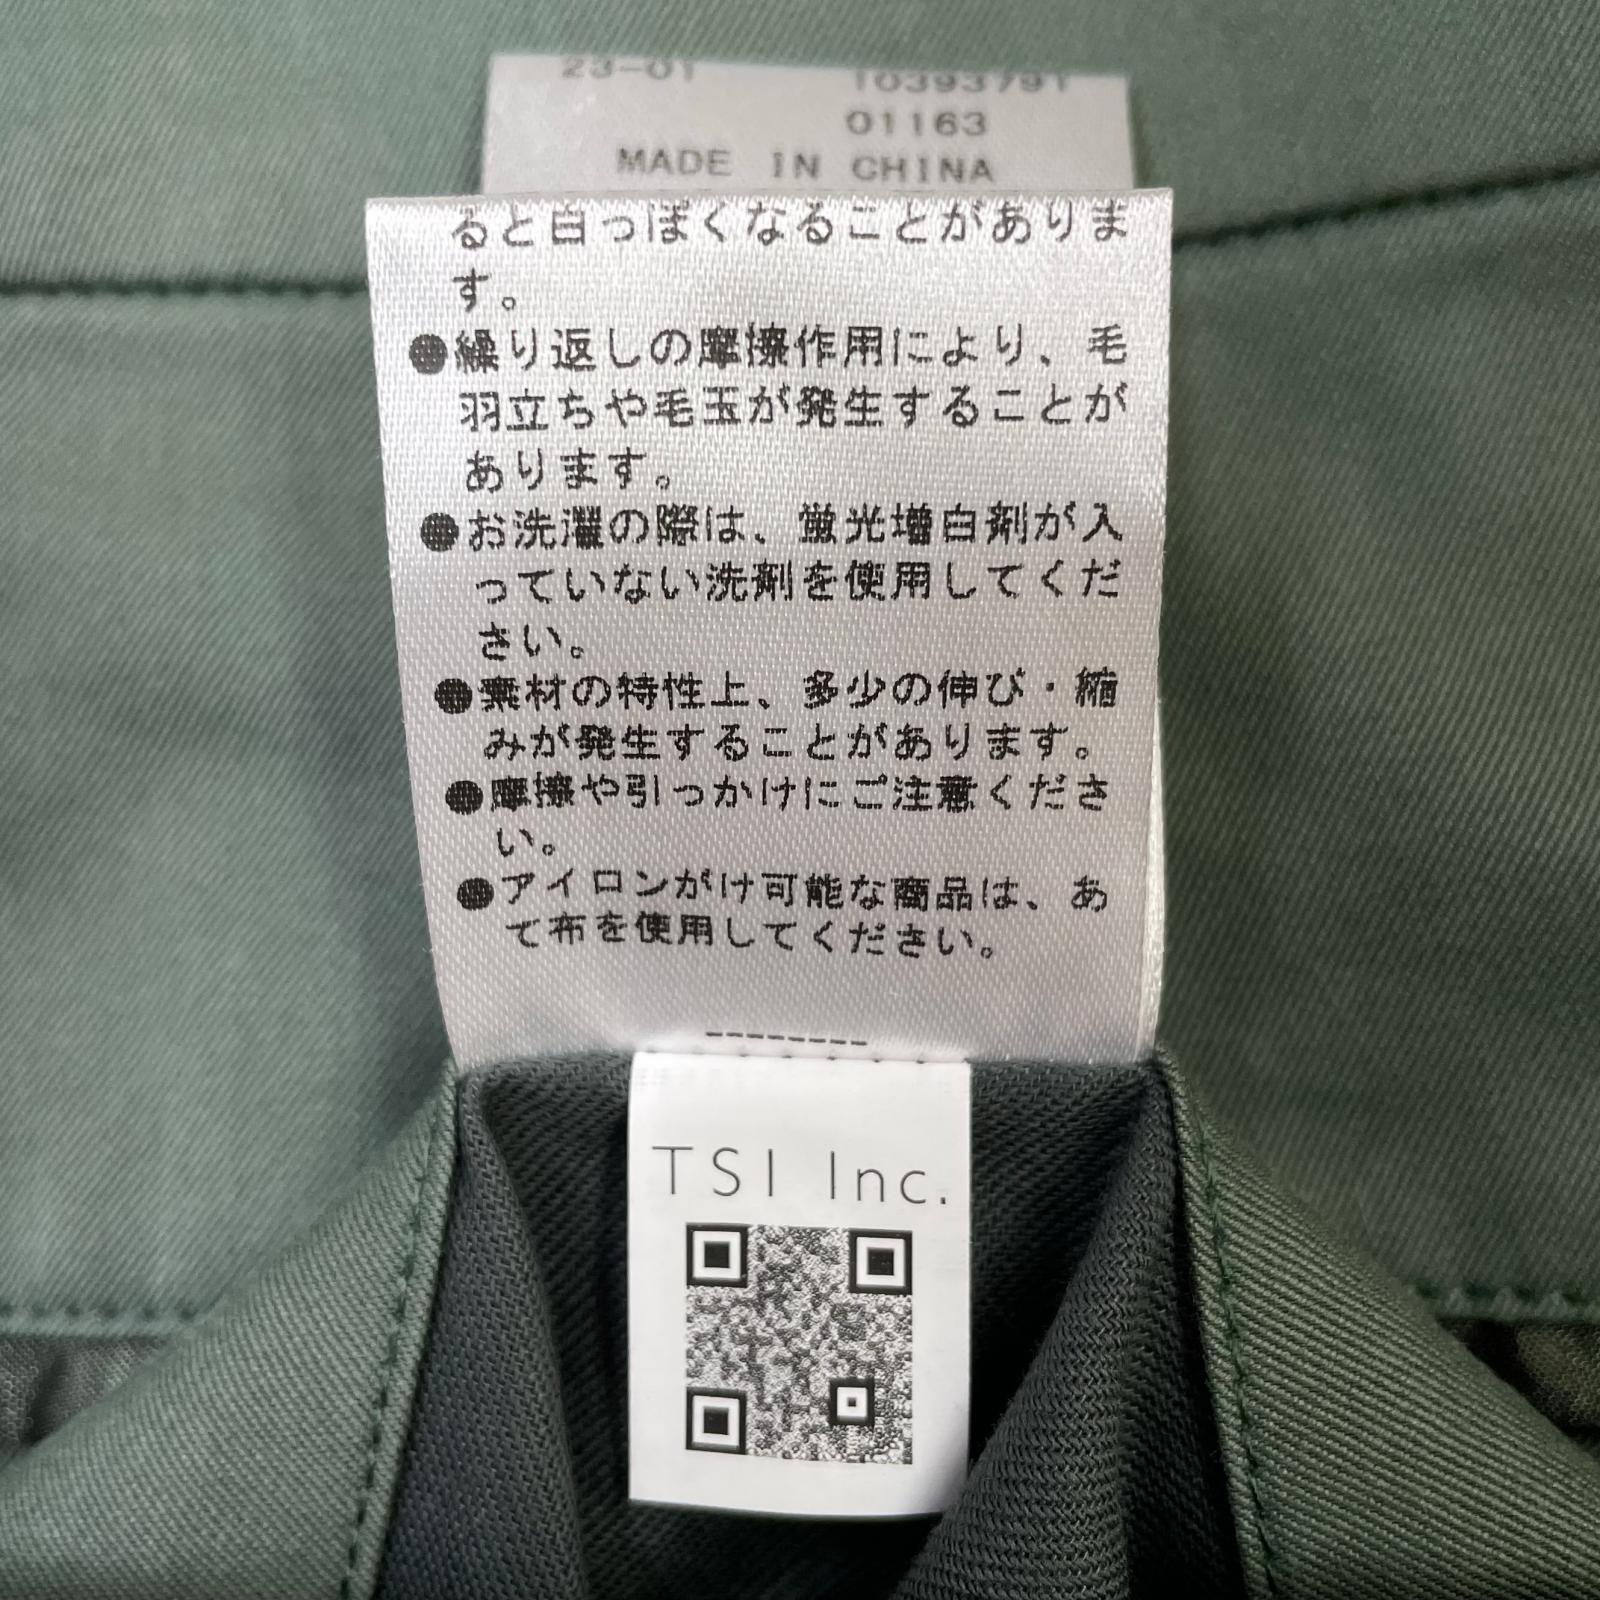 23-01 10393791
01163
MADE IN CHINA
ると白っぽくなることがありま
す。
●繰り返しの摩擦作用により、毛
羽立ちや毛玉が発生することが
あります。
●お洗濯の際は、蛍光増白剤が入
っていない洗剤を使用してくだ
さい。
●素材の特性上、多少の伸び・縮
みが発生することがあります。
●摩擦や引っかけにご注意くださ
い。
●アイロンがけ可能な商品は、あ
て布を使用してください。
TSI Inc.